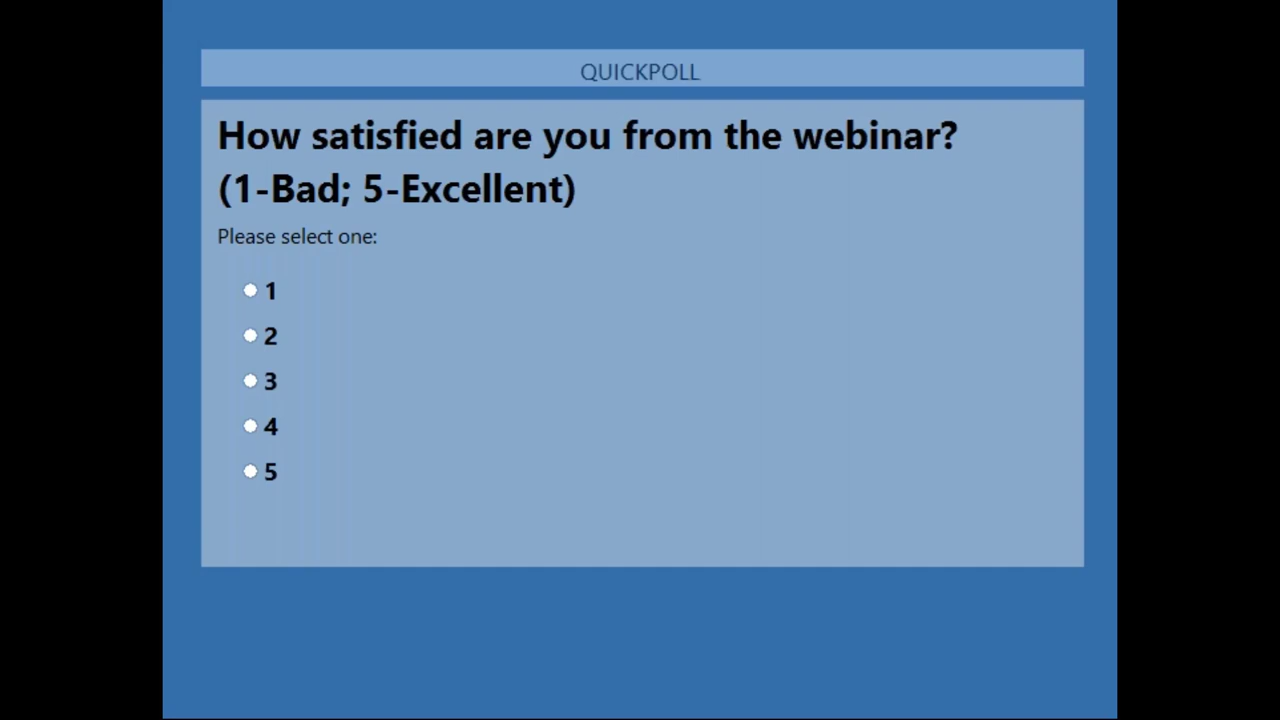 QUICKPOLL
How satisfied are you from the webinar?
(1-Bad; 5-Excellent)
Please select one:
1
2
3
4
5